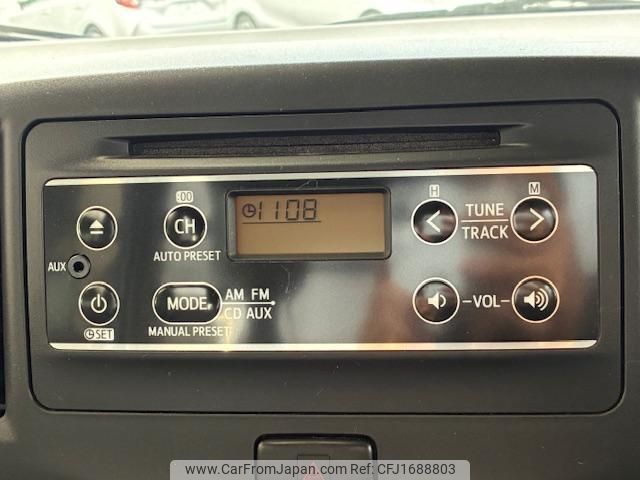 :00
H
M
1108
CH
TUNE
TRACK
AUTO PRESET
AUX
MODE
AM FM
CD AUX
-VOL-
SET
MANUAL PRESET
www.CarFromJapan.com | Ref No: CFJ1688803